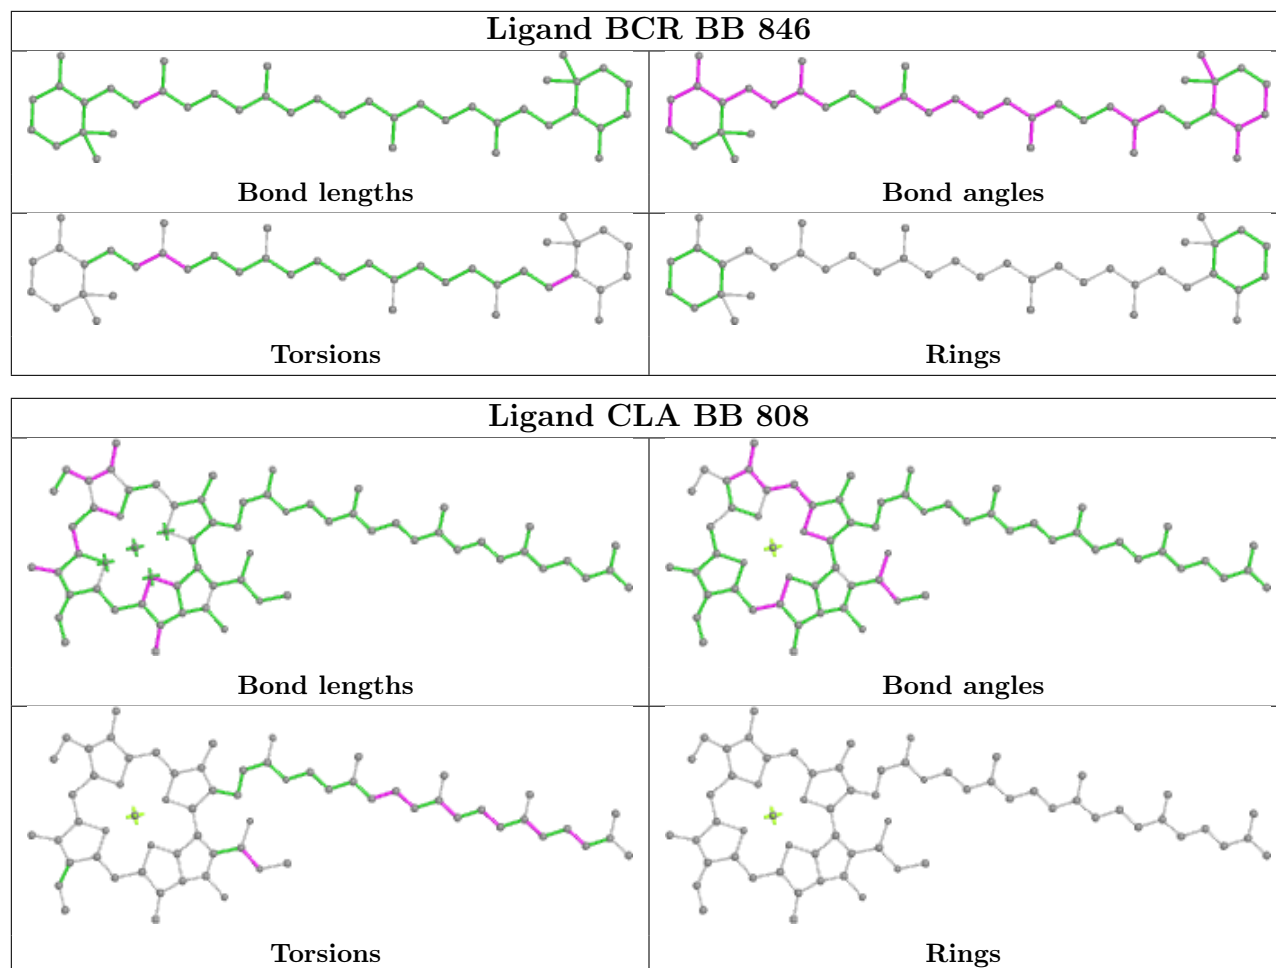 Ligand BCR BB 846
Bond lengths
Bond angles
Torsions
Rings
Ligand CLA BB 808
Bond lengths
Bond angles
Torsions
Rings